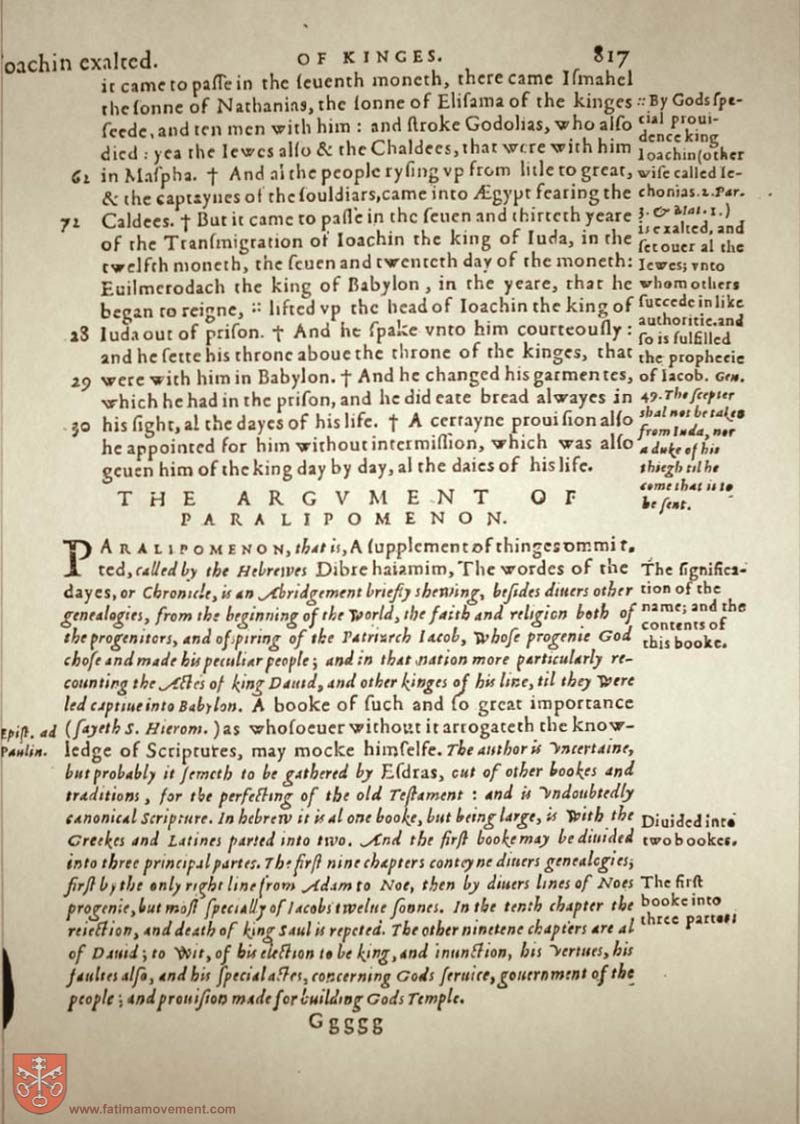 Ioachin exalted. OF KINGES. 817
it came to passe in the seuenth moneth, there came Ismahel
the sonne of Nathanias, the sonne of Elisama of the kinges
seede, and ten men with him : and stroke Godolias, who also
died : yea the Iewes also & the Chaldees, that were with him
61 in Maspha. † And al the people rysing vp from litle to great,
& the captaynes of the souldiars, came into Ægypt fearing the
72 Caldees. † But it came to passe in the seuen and thirteth yeare
of the Transmigration of Ioachin the king of Iuda, in the
twelfth moneth, the seuen and twenteth day of the moneth:
Euilmerodach the king of Babylon, in the yeare, that he
began to reigne, :: lifted vp the head of Ioachin the king of
28 Iuda out of prison. † And he spake vnto him courteously :
and he sette his throne aboue the throne of the kinges, that
29 were with him in Babylon. † And he changed his garmentes,
which he had in the prison, and he did eate bread alwayes in
30 his sight, al the dayes of his life. † A certayne prouision also
he appointed for him without intermission, which was also
geuen him of the king day by day, al the daies of his life.
:: By Gods spe-
cial proui-
dence king
Ioachin (other
wise called Ie-
chonias. 1. Par.
3. & Mat. 1.)
is exalted, and
set ouer al the
Iewes; vnto
whom others
succede in like
authoritie. and
so is fulfilled
the prophecie
of Iacob. Gen.
49. The scepter
shal not be taken
from Iuda, nor
a duke of his
thiegh til he
come that is to
be sent.
THE ARGVMENT OF
PARALIPOMENON.
PARALIPOMENON, that is, A supplement of thinges ommit-
ted, called by the Hebrewes Dibre haiamim, The wordes of the
dayes, or Chronicle, is an Abridgement briefly shewing, besides diuers other
genealogies, from the beginning of the world, the faith and religion both of
the progenitors, and ofspiring of the Patriarch Iacob, whose progenie God
chose and made his peculiar people; and in that nation more particularly re-
counting the Actes of king Dauid, and other kinges of his line, til they were
led captiue into Babylon. A booke of such and so great importance
(sayeth S. Hierom.) as whosoeuer without it arrogateth the know-
ledge of Scriptures, may mocke himselfe. The author is vncertaine,
but probably it semeth to be gathered by Esdras, out of other bookes and
traditions, for the perfecting of the old Testament : and is vndoubtedly
canonical Scripture. In hebrew it is al one booke, but being large, is with the
Greekes and Latines parted into two. And the first booke may be diuided
into three principal partes. The first nine chapters conteyne diuers genealogies;
first by the only right line from Adam to Noe, then by diuers lines of Noes
progenie, but most specially of Iacobs twelue sonnes. In the tenth chapter the
reiection, and death of king Saul is repeted. The other ninetene chapters are al
of Dauid; to wit, of his election to be king, and inunction, his vertues, his
faultes also, and his special actes, concerning Gods seruice, gouernment of the
people; and prouision made for building Gods Temple.
The significa-
tion of the
name; and the
contents of
this booke.
Epist. ad
Paulin.
Diuided into
two bookes.
The first
booke into
three partes:
Ggggg
www.fatimamovement.com